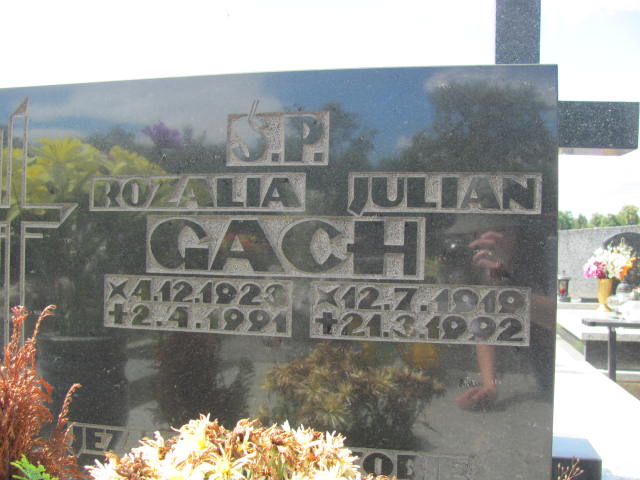 Ś.P.
ROZALIA JULIAN
GACH
×4.12.1923 ×12.7.1919
+2.4.1991 +21.3.1992